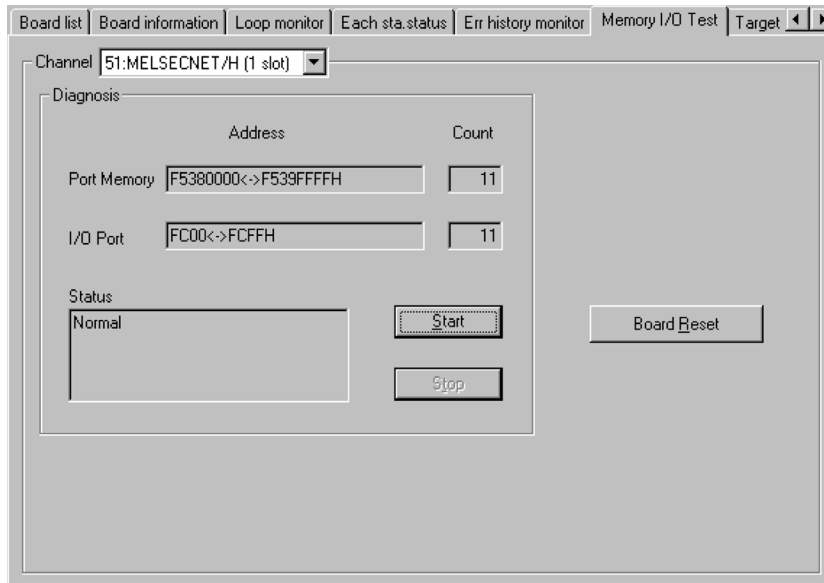 Board list Board information Loop monitor Each sta.status Err history monitor Memory I/O Test Target
Channel 51:MELSECNET/H (1 slot)
Diagnosis
Address Count
Port Memory F5380000<->F539FFFFH 11
I/O Port FC00<->FCFFH 11
Status
Normal
Start
Board Reset
Stop